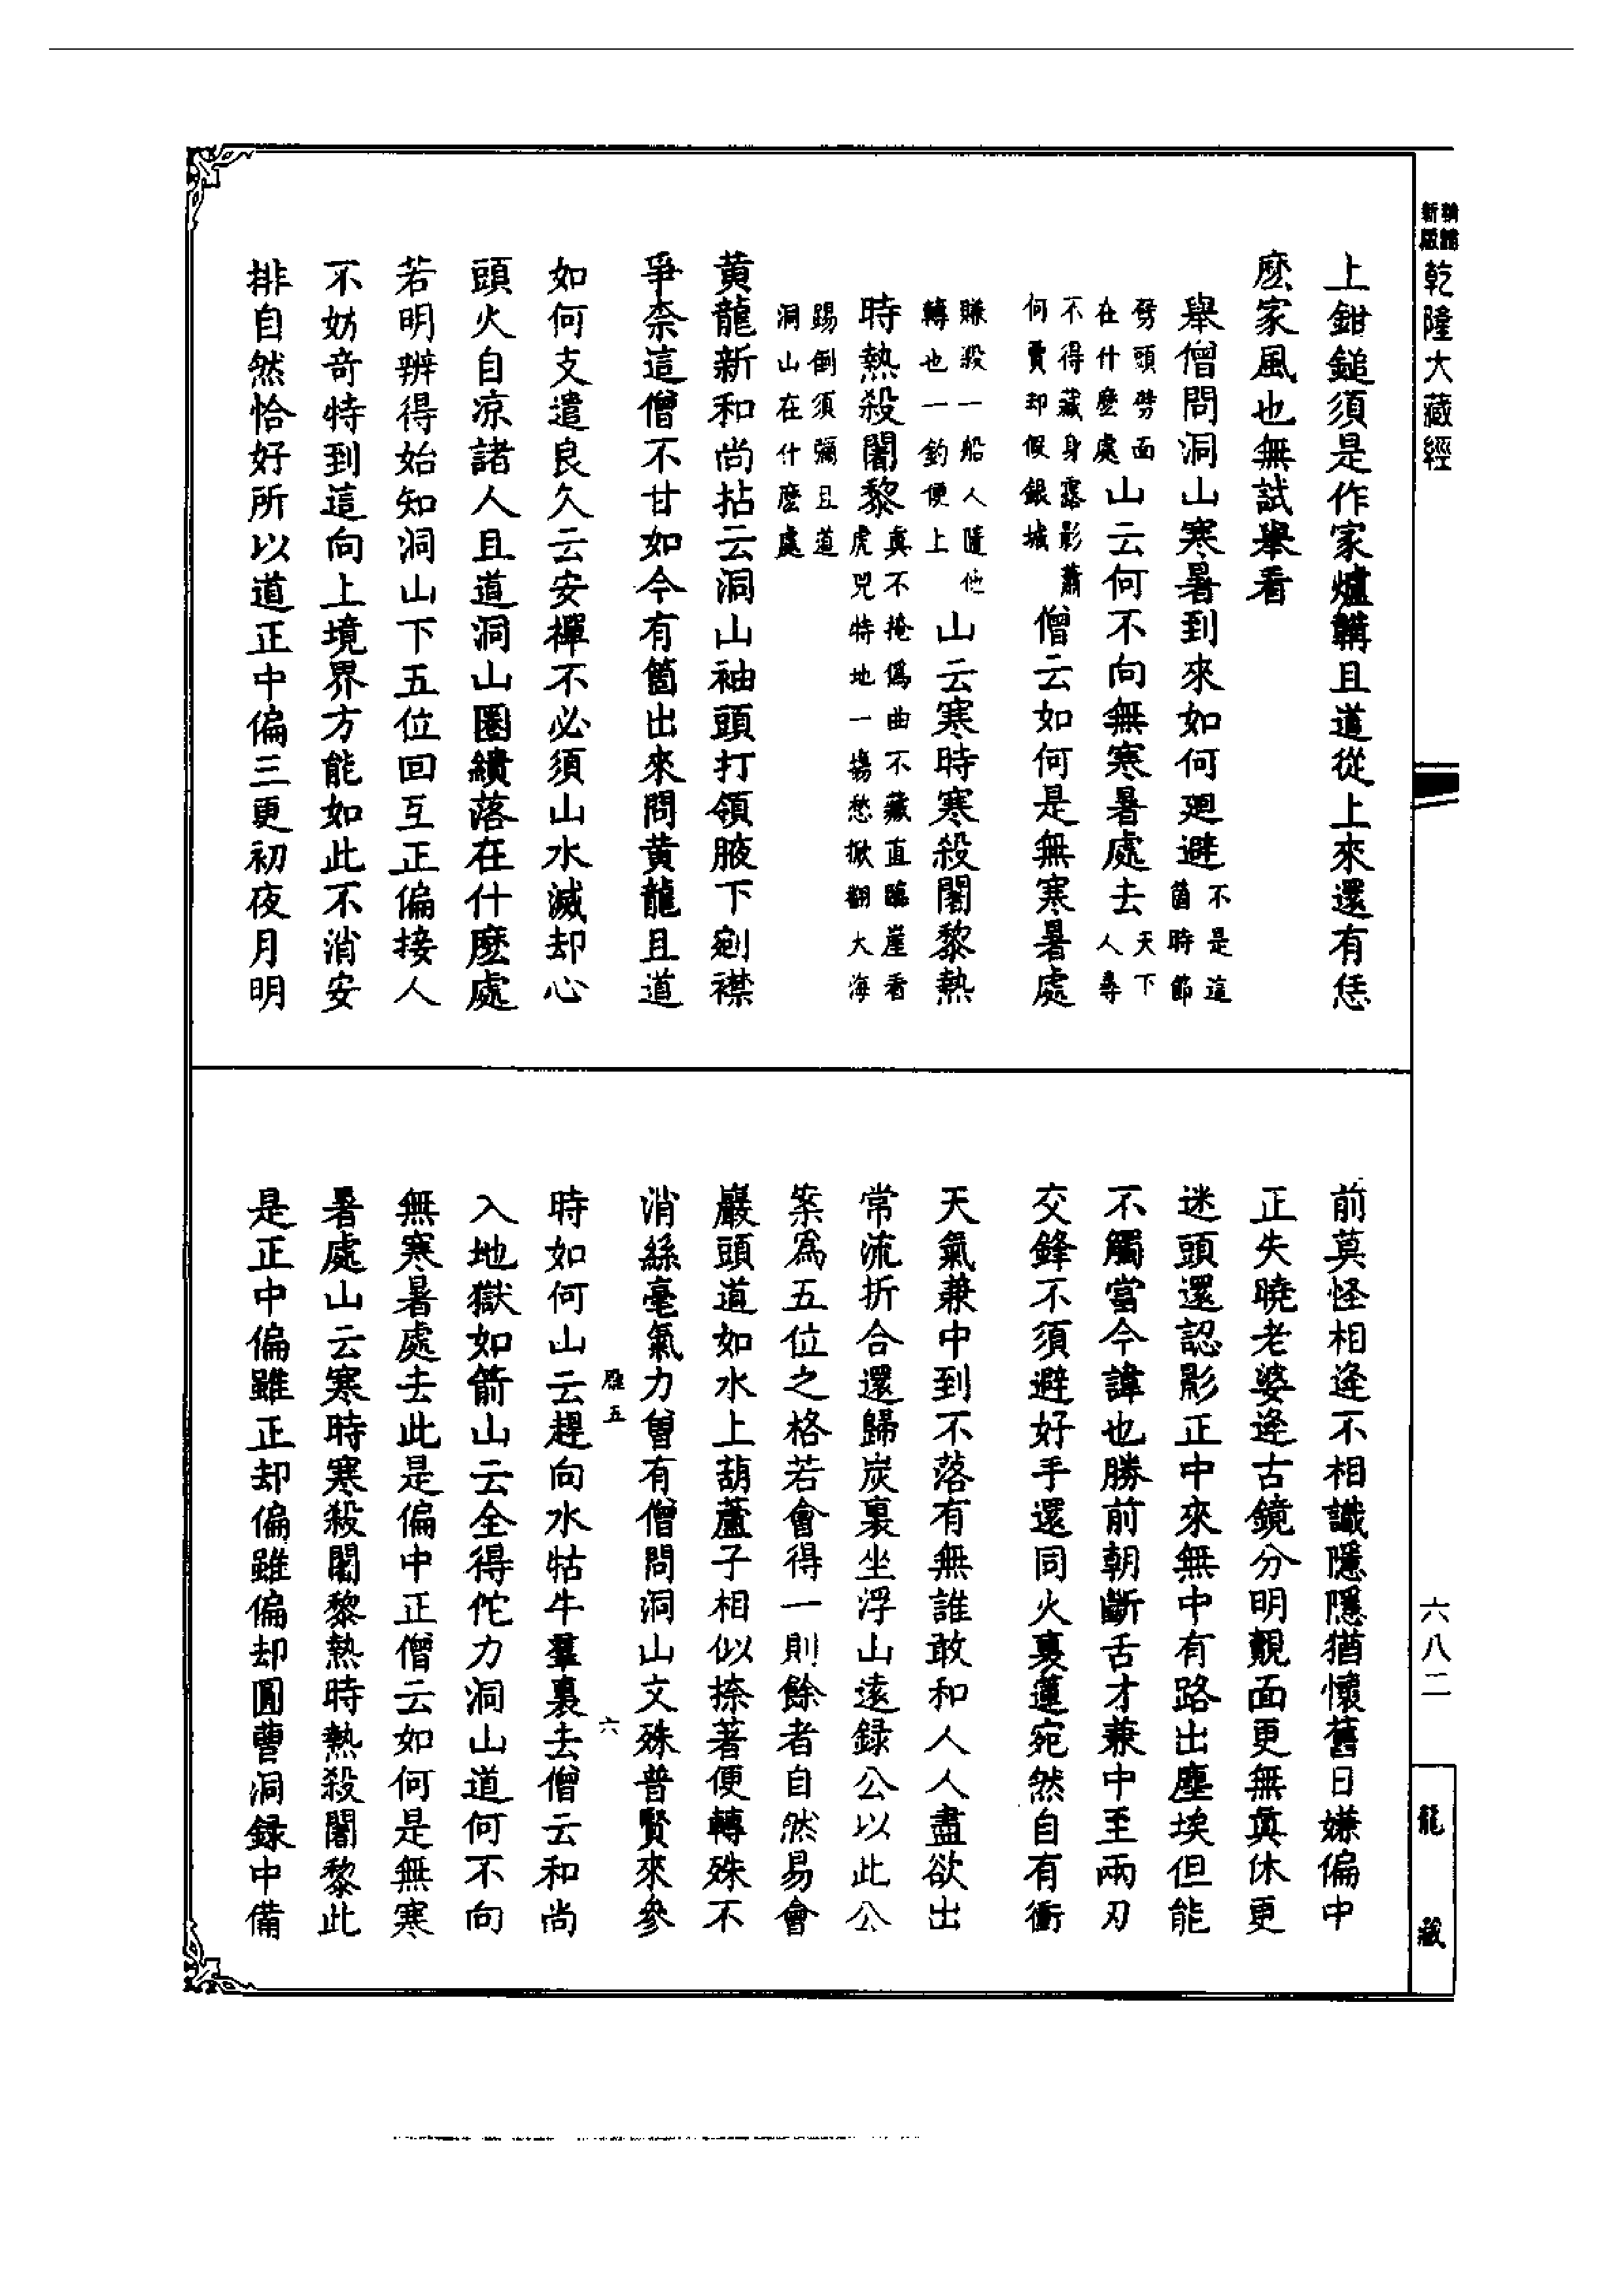 新版
乾隆大藏經
上鉗鎚須是作家爐鞴且道從上來還有恁
麽家風也無試舉看
舉僧問洞山寒暑到來如何廻避不是這箇時節
劈頭劈面在什麽處山云何不向無寒暑處去天下人尋
不得藏身露影蕭何賣却假銀城僧云如何是無寒暑處
賺殺一船人隨他轉也一釣便上山云寒時寒殺闍黎熱
時熱殺闍黎真不掩僞曲不藏直臨崖看虎兕特地一塲愁掀翻大海
踢倒須彌且道洞山在什麽處
黄龍新和尚拈云洞山袖頭打領腋下剜襟
爭柰這僧不甘如今有箇出來問黄龍且道
如何支遣良久云安禪不必須山水滅却心
頭火自凉諸人且道洞山圈繢落在什麽處
若明辨得始知洞山下五位回互正偏接人
不妨奇特到這向上境界方能如此不消安
排自然恰好所以道正中偏三更初夜月明
前莫怪相逢不相識隱隱猶懷舊日嫌偏中
正失曉老婆逢古鏡分明覿面更無眞休更
迷頭還認影正中來無中有路出塵埃但能
不觸當今諱也勝前朝斷舌才兼中至兩刃
交鋒不須避好手還同火裏蓮宛然自有衝
天氣兼中到不落有無誰敢和人人盡欲出
常流折合還歸炭裏坐浮山遠録公以此公
案爲五位之格若會得一則餘者自然易會
巖頭道如水上葫蘆子相似捺著便轉殊不
消絲毫氣力曾有僧問洞山文殊普賢來參
雁五
六
時如何山云趕向水牯牛羣裏去僧云和尚
入地獄如箭山云全得佗力洞山道何不向
無寒暑處去此是偏中正僧云如何是無寒
暑處山云寒時寒殺闍黎熱時熱殺闍黎此
是正中偏雖正却偏雖偏却圓曹洞録中備
六八二
龍藏